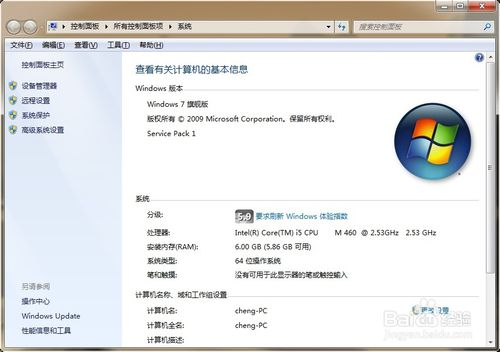 控制面板 ▸ 所有控制面板项 ▸ 系统
搜索控制面板
文件(F) 编辑(E) 查看(V) 工具(T) 帮助(H)
控制面板主页
设备管理器
远程设置
系统保护
高级系统设置
另请参阅
操作中心
Windows Update
性能信息和工具
查看有关计算机的基本信息
Windows 版本
Windows 7 旗舰版
版权所有 © 2009 Microsoft Corporation。保留所有权利。
Service Pack 1
系统
分级: 5.9 要求刷新 Windows 体验指数
处理器: Intel(R) Core(TM) i5 CPU M 460 @ 2.53GHz 2.53 GHz
安装内存(RAM): 6.00 GB (5.86 GB 可用)
系统类型: 64 位操作系统
笔和触摸: 没有可用于此显示器的笔或触控输入
计算机名称、域和工作组设置
计算机名: cheng-PC
更改设置
计算机全名: cheng-PC
计算机描述:
Baidu 经验
jingyan.baidu.com